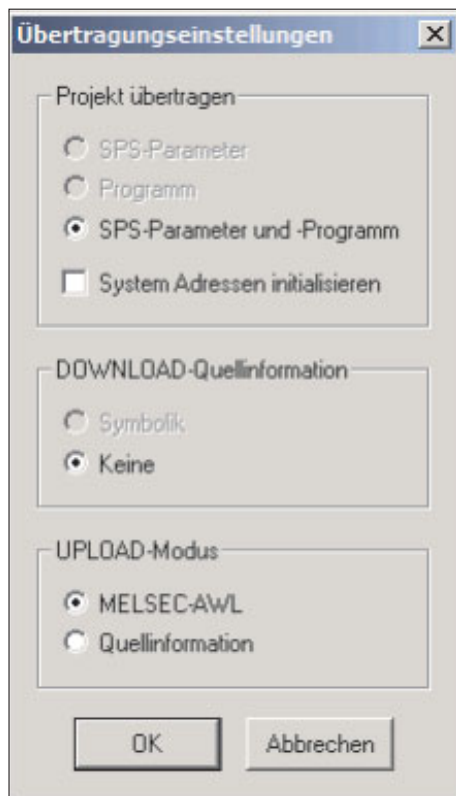 Übertragungseinstellungen
Projekt übertragen
SPS-Parameter
Programm
SPS-Parameter und -Programm
System Adressen initialisieren
DOWNLOAD-Quellinformation
Symbolik
Keine
UPLOAD-Modus
MELSEC-AWL
Quellinformation
OK
Abbrechen